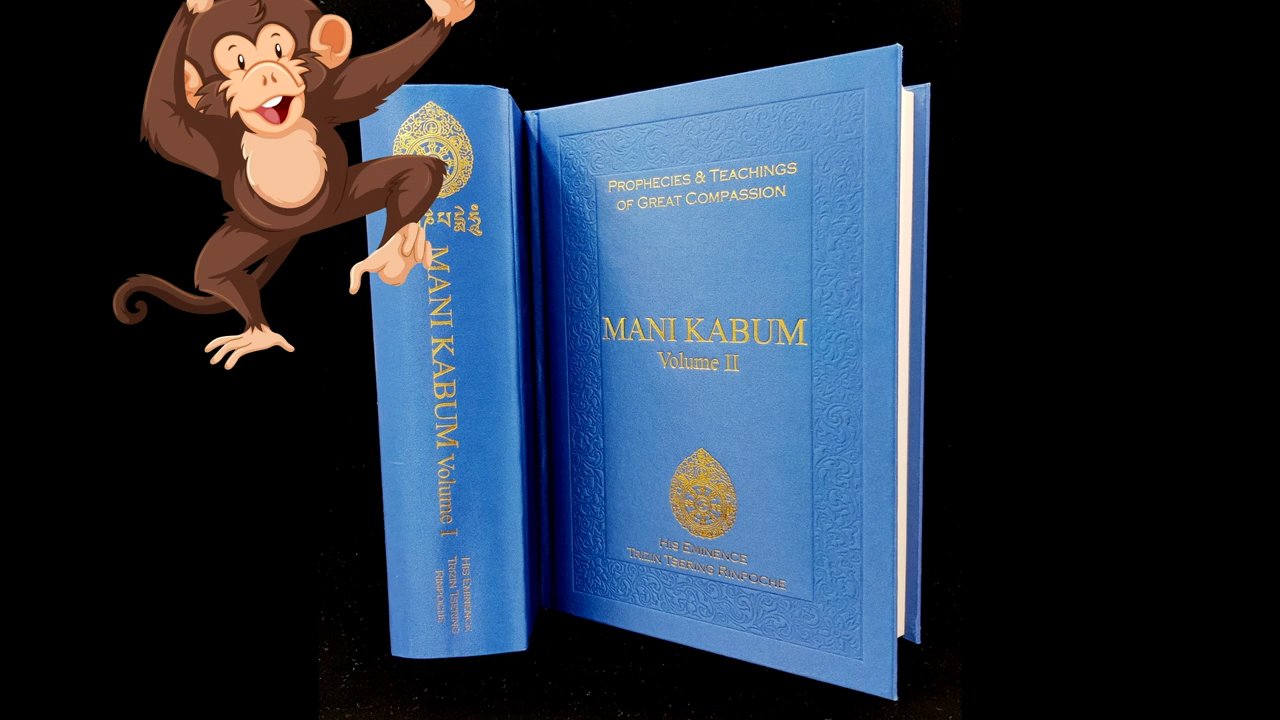 MANI KABUM Volume I
HIS EMINENCE
TRIZIN TSERING
RINPOCHE
PROPHECIES & TEACHINGS
OF GREAT COMPASSION
MANI KABUM
Volume II
HIS EMINENCE
TRIZIN TSERING RINPOCHE